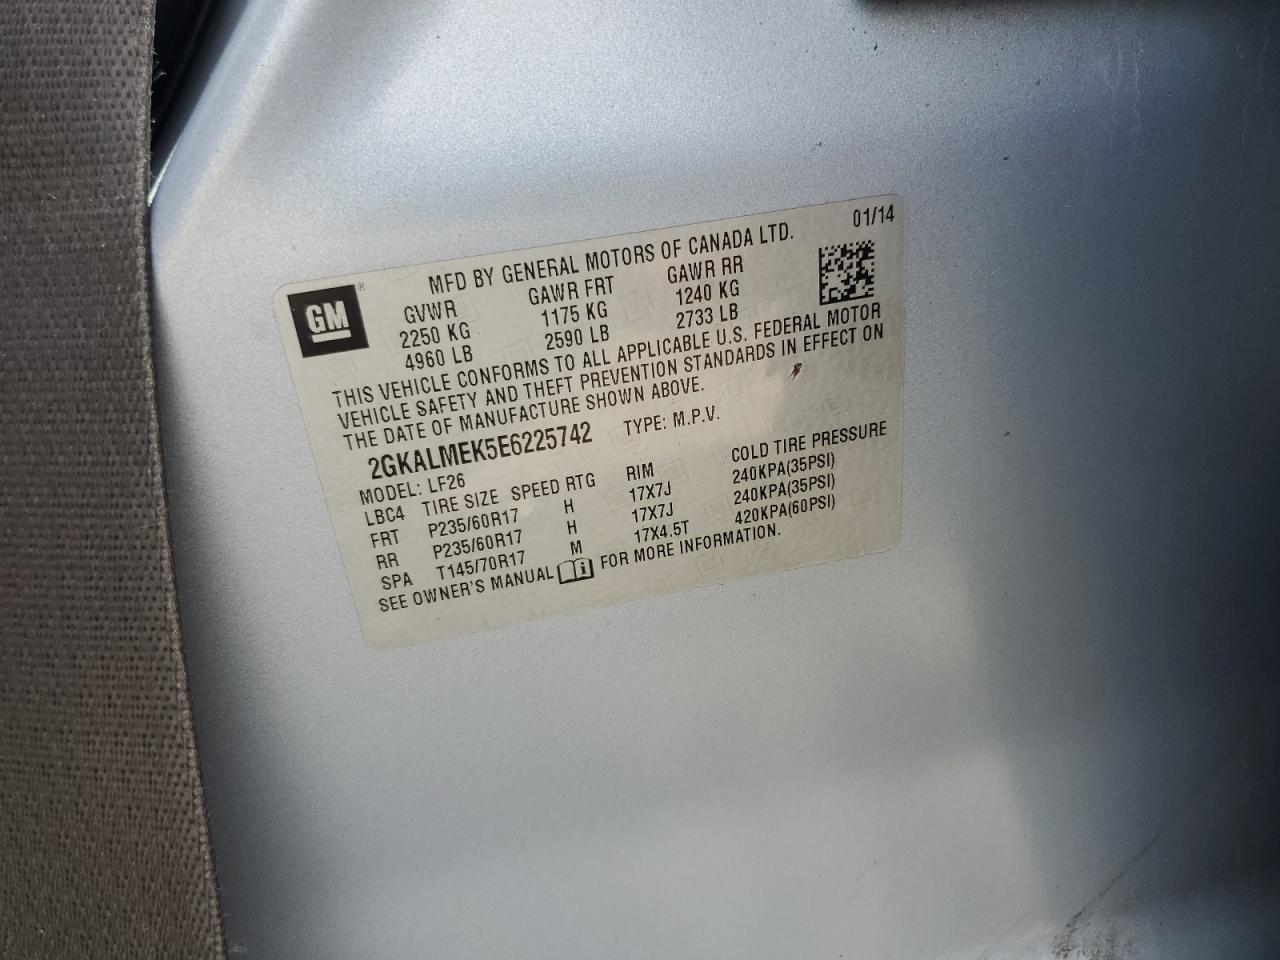 01/14
MFD BY GENERAL MOTORS OF CANADA LTD.
GM®
GVWR GAWR FRT GAWR RR
2250 KG 1175 KG 1240 KG
4960 LB 2590 LB 2733 LB
THIS VEHICLE CONFORMS TO ALL APPLICABLE U.S. FEDERAL MOTOR
VEHICLE SAFETY AND THEFT PREVENTION STANDARDS IN EFFECT ON
THE DATE OF MANUFACTURE SHOWN ABOVE.
2GKALMEK5E6225742 TYPE: M.P.V.
MODEL: LF26
LBC4 TIRE SIZE SPEED RTG RIM COLD TIRE PRESSURE
FRT P235/60R17 H 17X7J 240KPA(35PSI)
RR P235/60R17 H 17X7J 240KPA(35PSI)
SPA T145/70R17 M 17X4.5T 420KPA(60PSI)
SEE OWNER'S MANUAL FOR MORE INFORMATION.